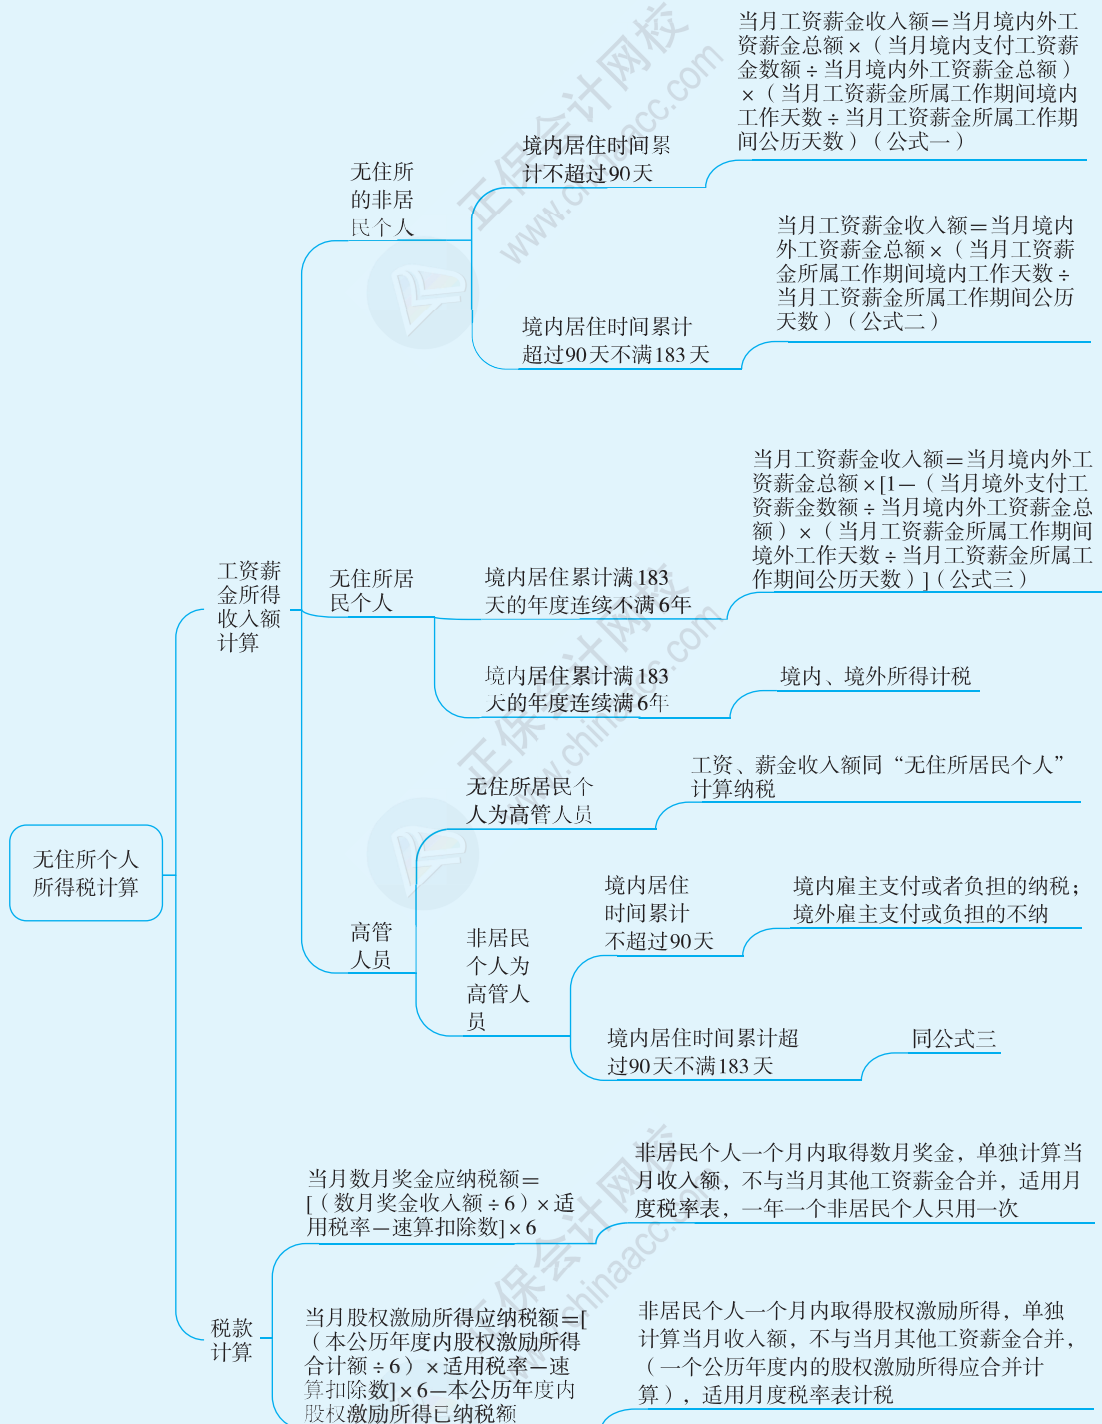 无住所个人
所得税计算
工资薪
金所得
收入额
计算
无住所
的非居
民个人
境内居住时间累
计不超过90天
当月工资薪金收入额=当月境内外工
资薪金总额×（当月境内支付工资薪
金数额÷当月境内外工资薪金总额）
×（当月工资薪金所属工作期间境内
工作天数÷当月工资薪金所属工作期
间公历天数）（公式一）
境内居住时间累计
超过90天不满183天
当月工资薪金收入额=当月境内
外工资薪金总额×（当月工资薪
金所属工作期间境内工作天数÷
当月工资薪金所属工作期间公历
天数）（公式二）
无住所居
民个人
境内居住累计满183
天的年度连续不满6年
当月工资薪金收入额=当月境内外工
资薪金总额×[1—（当月境外支付工
资薪金数额÷当月境内外工资薪金总
额）×（当月工资薪金所属工作期间
境外工作天数÷当月工资薪金所属工
作期间公历天数）]（公式三）
境内居住累计满183
天的年度连续满6年
境内、境外所得计税
高管
人员
无住所居民个
人为高管人员
工资、薪金收入额同“无住所居民个人”
计算纳税
非居民
个人为
高管人
员
境内居住
时间累计
不超过90天
境内雇主支付或者负担的纳税；
境外雇主支付或负担的不纳
境内居住时间累计超
过90天不满183天
同公式三
税款
计算
当月数月奖金应纳税额=
[（数月奖金收入额÷6）×适
用税率—速算扣除数]×6
非居民个人一个月内取得数月奖金，单独计算当
月收入额，不与当月其他工资薪金合并，适用月
度税率表，一年一个非居民个人只用一次
当月股权激励所得应纳税额=[
（本公历年度内股权激励所得
合计额÷6）×适用税率—速
算扣除数]×6—本公历年度内
股权激励所得已纳税额
非居民个人一个月内取得股权激励所得，单独
计算当月收入额，不与当月其他工资薪金合并，
（一个公历年度内的股权激励所得应合并计
算），适用月度税率表计税
正保会计网校
www.chinaacc.com
正保会计网校
www.chinaacc.com
正保会计网校
www.chinaacc.com